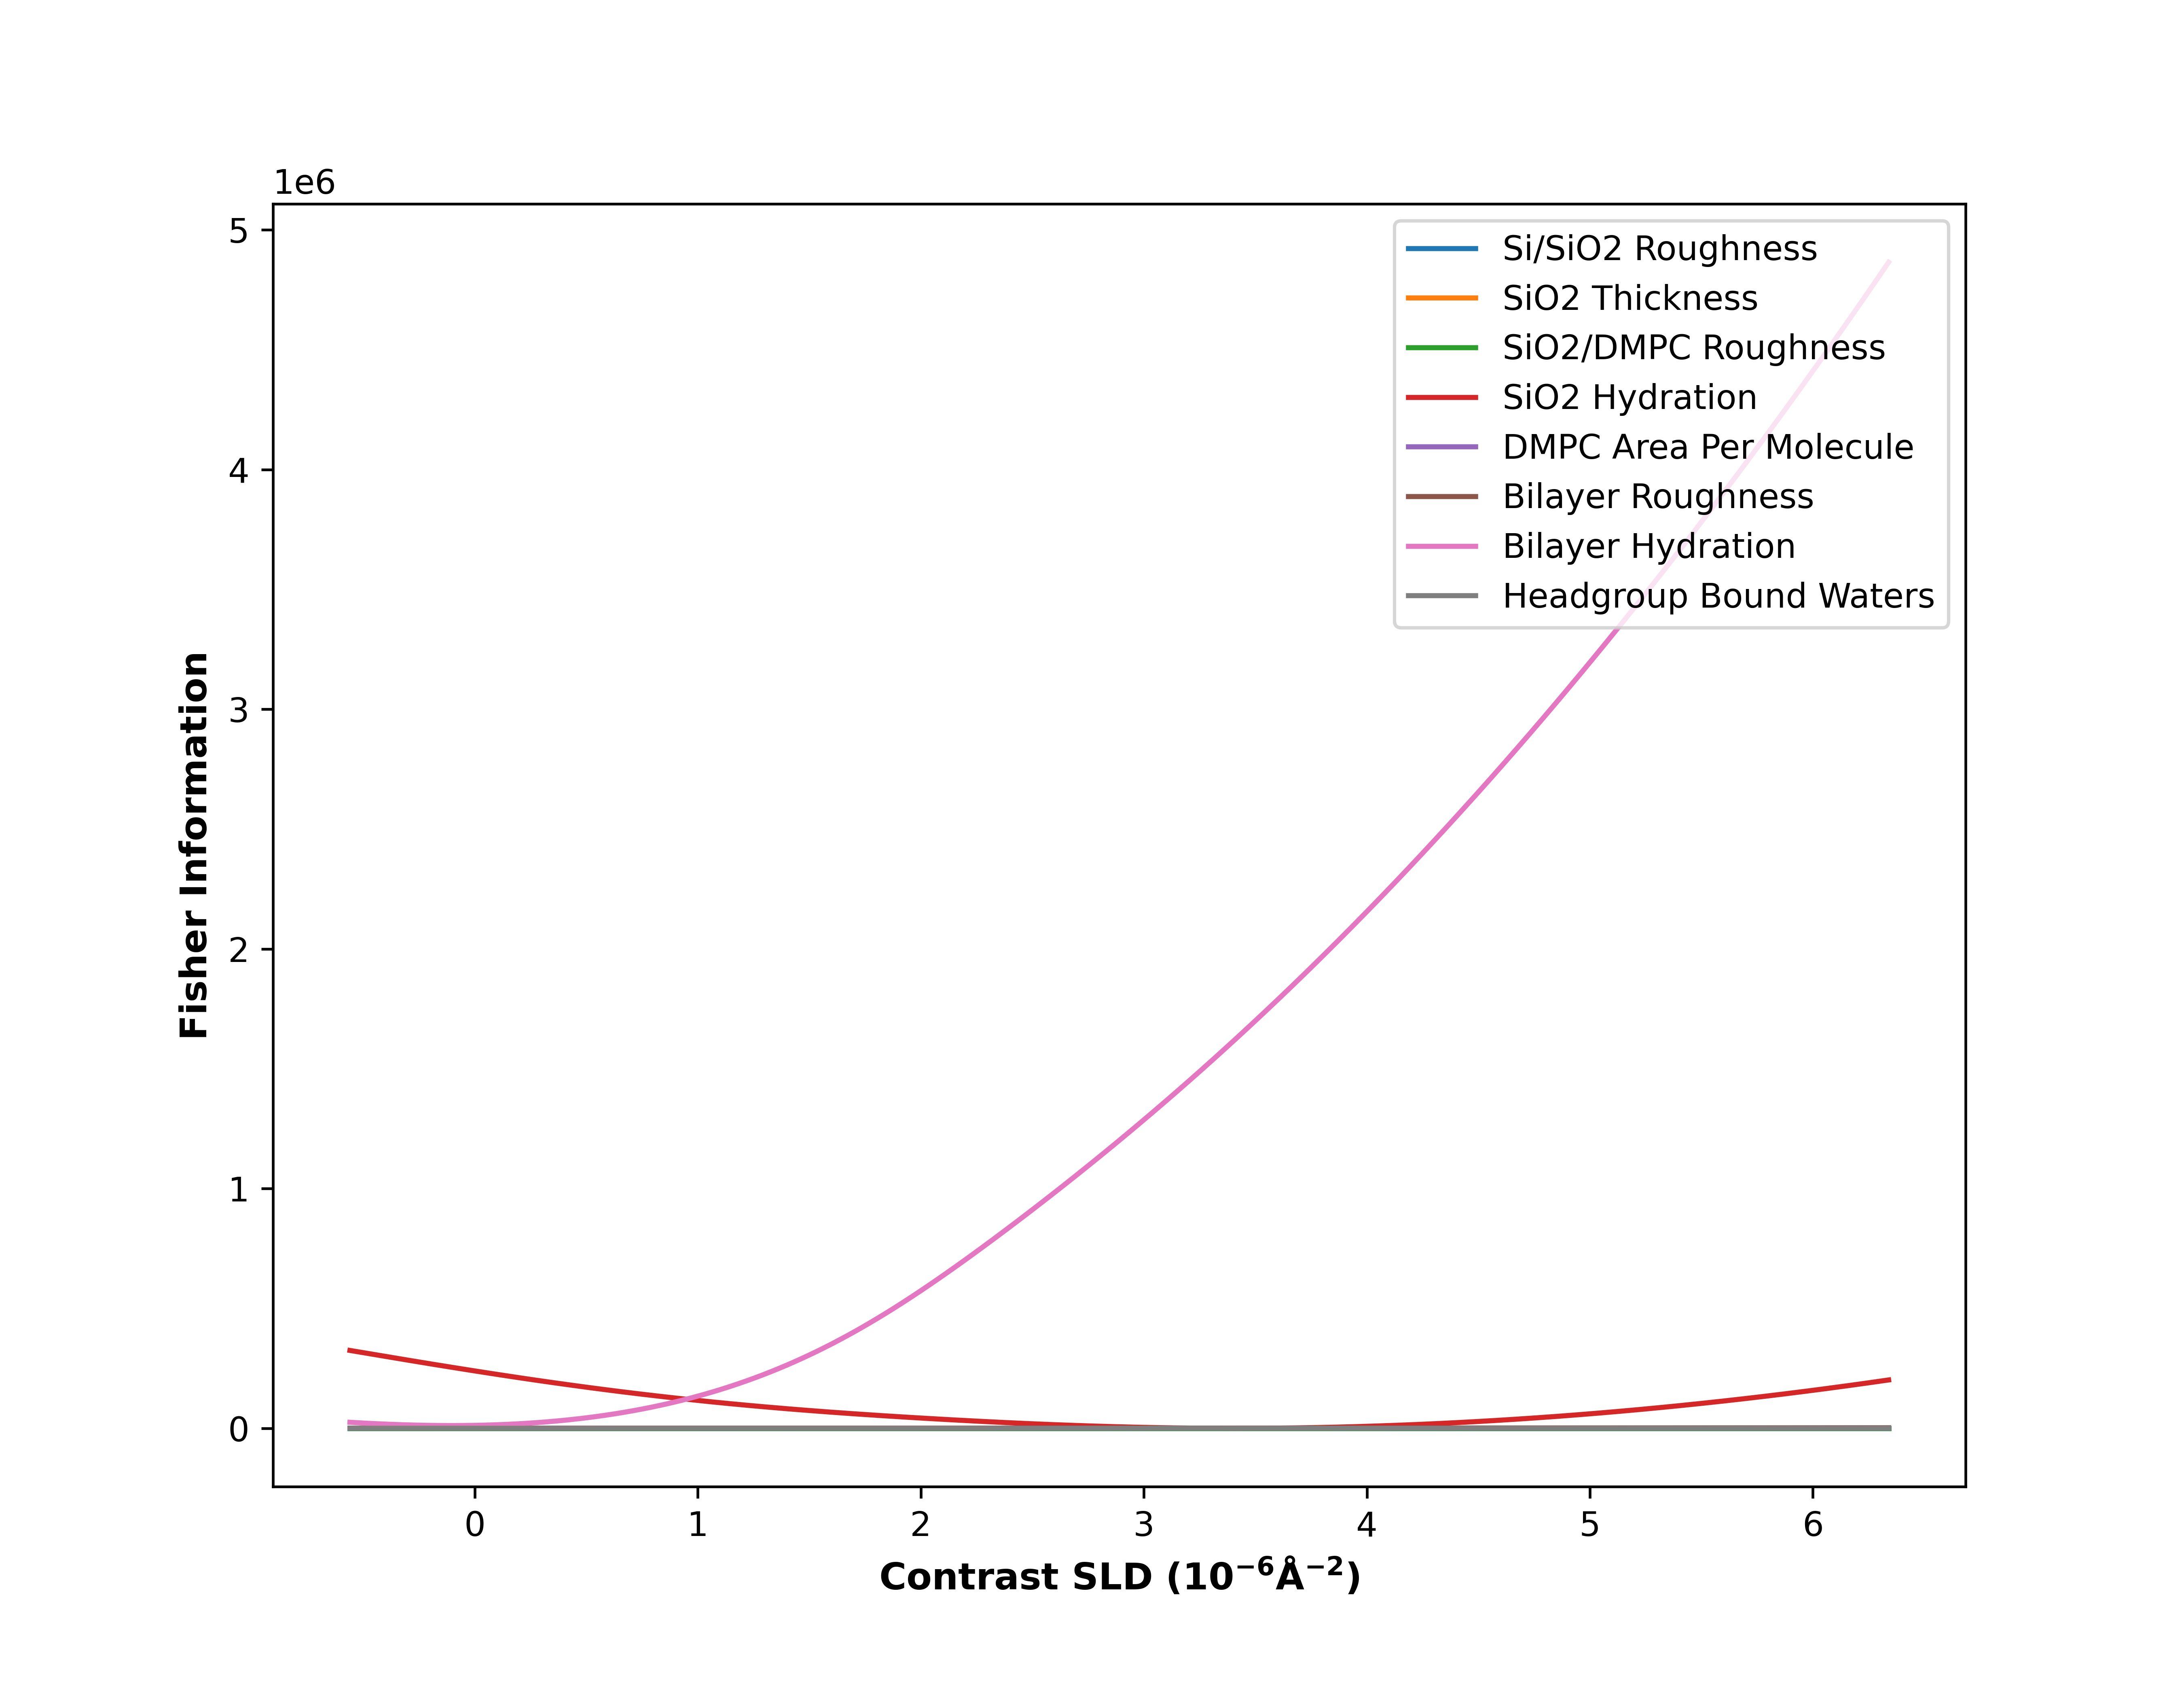 1e6
5
4
3
2
1
0
Fisher Information
Si/SiO2 Roughness
SiO2 Thickness
SiO2/DMPC Roughness
SiO2 Hydration
DMPC Area Per Molecule
Bilayer Roughness
Bilayer Hydration
Headgroup Bound Waters
0 1 2 3 4 5 6
Contrast SLD (10⁻⁶Å⁻²)